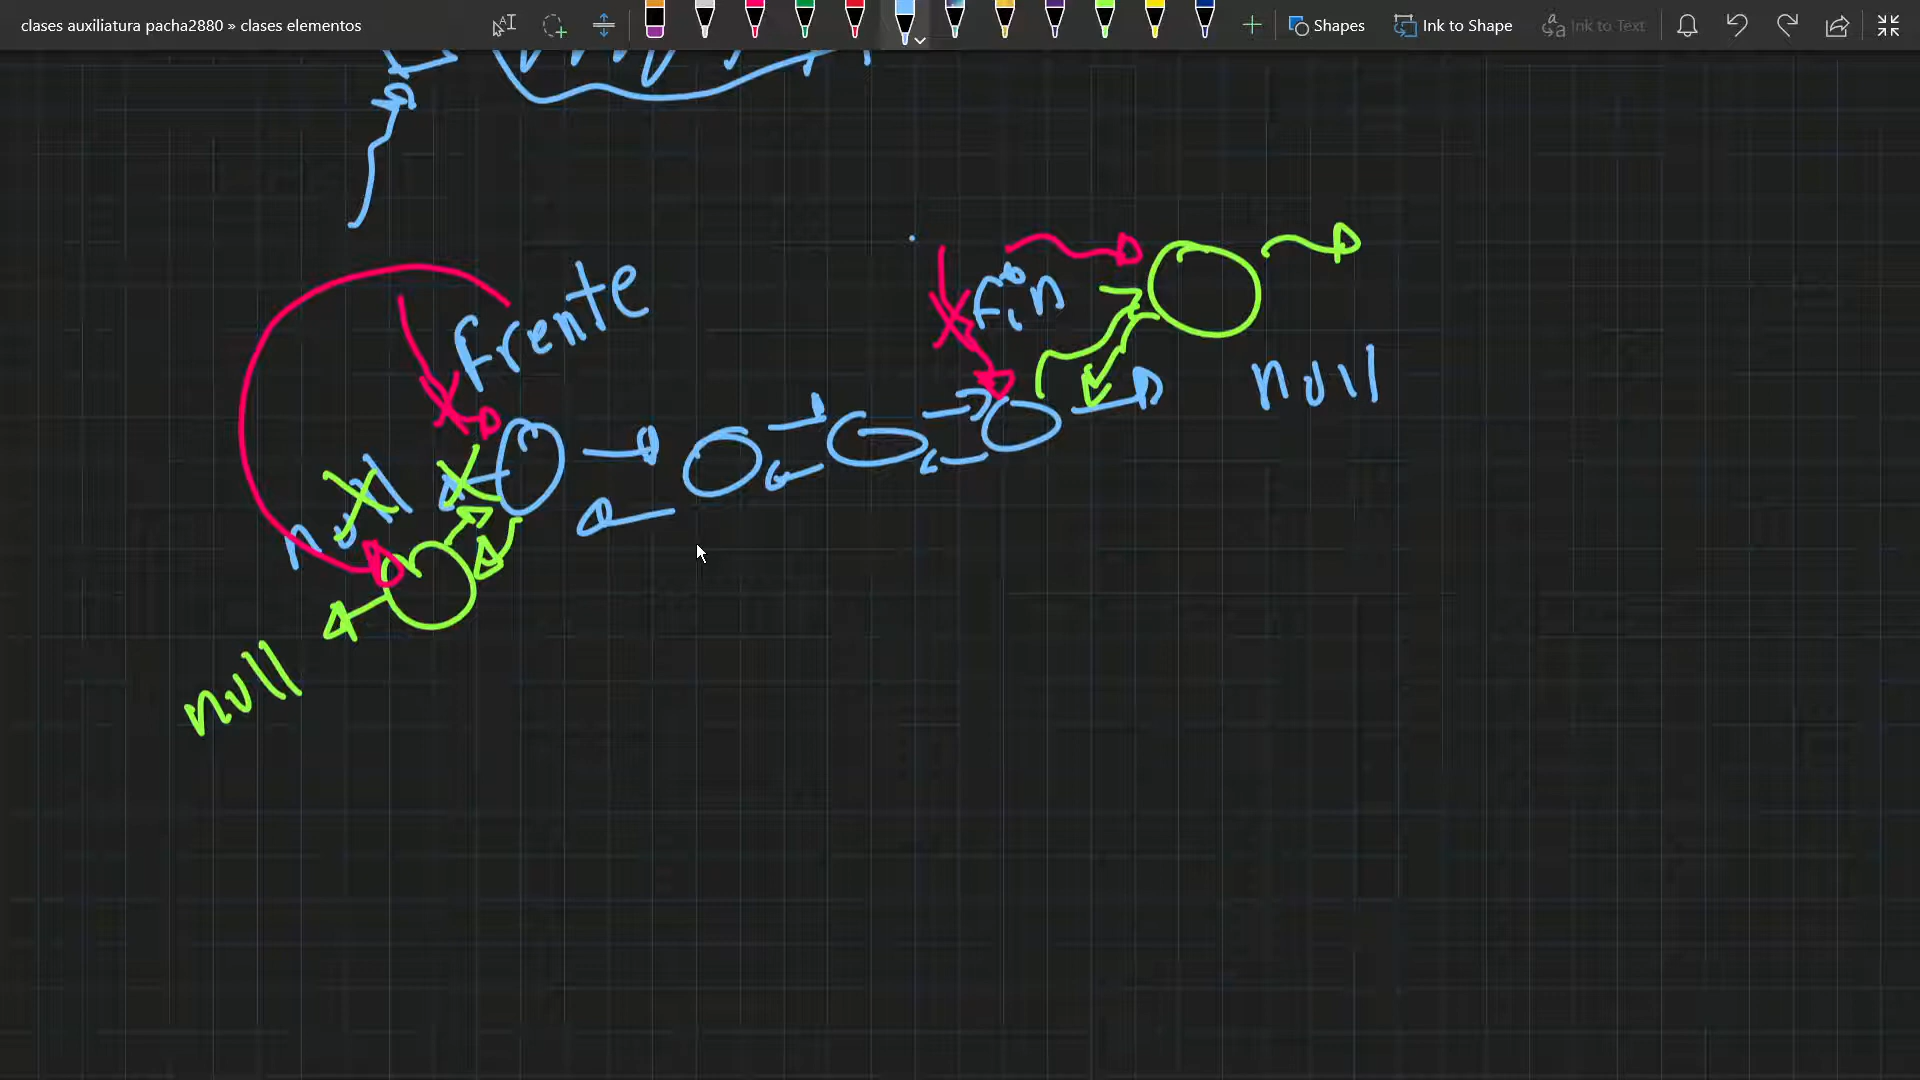 clases auxiliatura pacha2880 » clases elementos
Shapes
Ink to Shape
Ink to Text
frente
fin
null
null
null